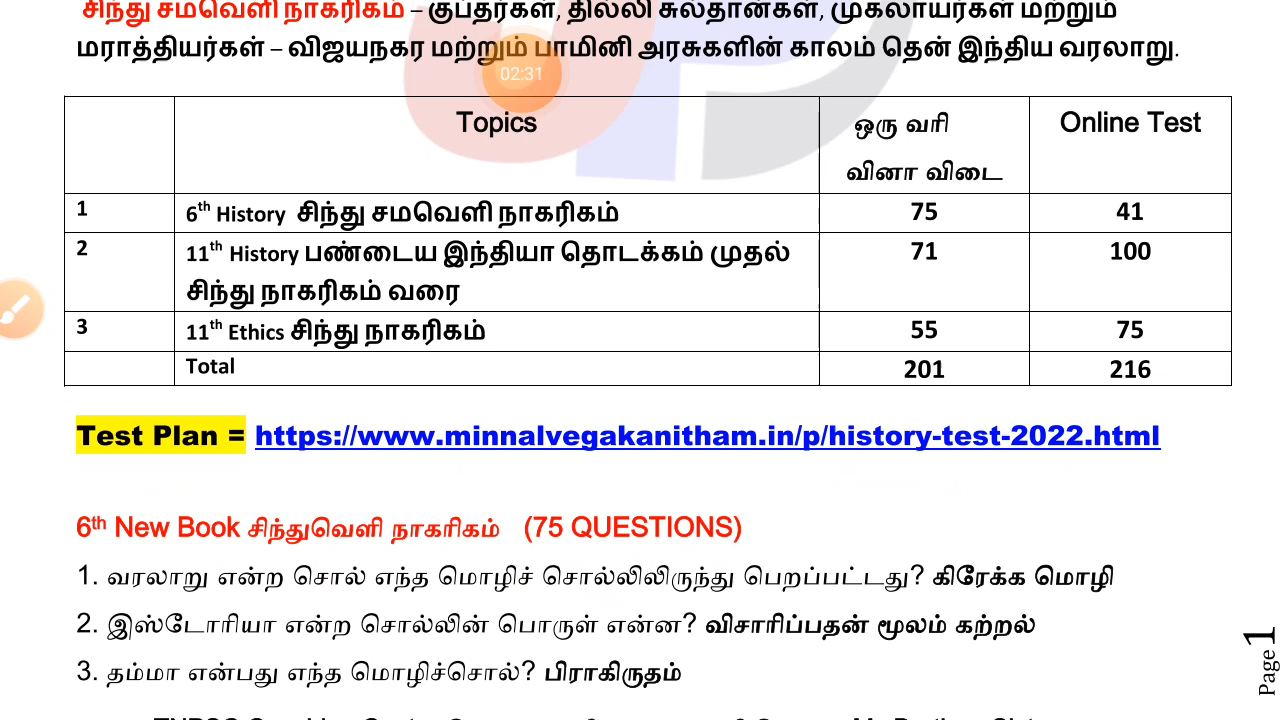 சிந்து சமவெளி நாகரிகம் – குப்தர்கள், தில்லி சுல்தான்கள், முகலாயர்கள் மற்றும்
மராத்தியர்கள் – விஜயநகர மற்றும் பாமினி அரசுகளின் காலம் தென் இந்திய வரலாறு.
02:31
Topics ஒரு வரி வினா விடை Online Test
1 6th History சிந்து சமவெளி நாகரிகம் 75 41
2 11th History பண்டைய இந்தியா தொடக்கம் முதல் 71 100
சிந்து நாகரிகம் வரை
3 11th Ethics சிந்து நாகரிகம் 55 75
Total 201 216
Test Plan = https://www.minnalvegakanitham.in/p/history-test-2022.html
6th New Book சிந்துவெளி நாகரிகம் (75 QUESTIONS)
1. வரலாறு என்ற சொல் எந்த மொழிச் சொல்லிலிருந்து பெறப்பட்டது? கிரேக்க மொழி
2. இஸ்டோரியா என்ற சொல்லின் பொருள் என்ன? விசாரிப்பதன் மூலம் கற்றல்
3. தம்மா என்பது எந்த மொழிச்சொல்? பிராகிருதம்
Page 1